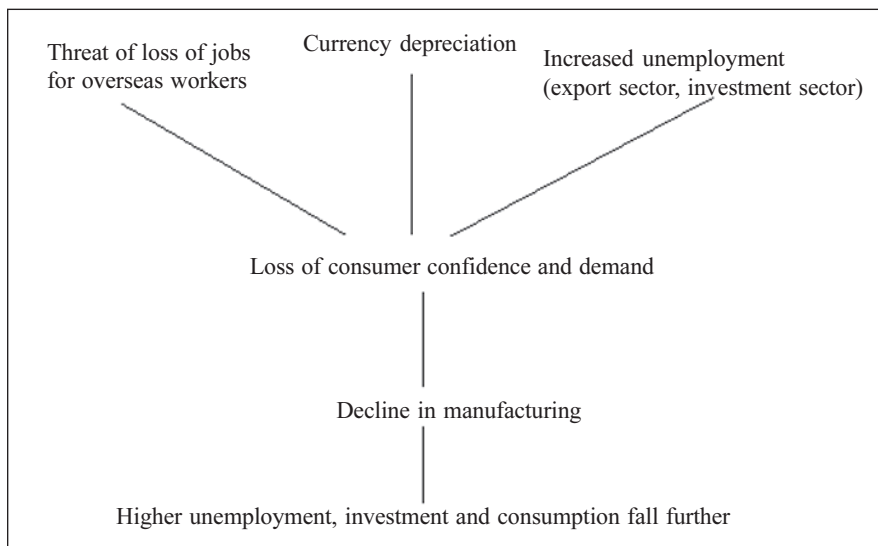 Threat of loss of jobs
for overseas workers
Currency depreciation
Increased unemployment
(export sector, investment sector)
Loss of consumer confidence and demand
Decline in manufacturing
Higher unemployment, investment and consumption fall further